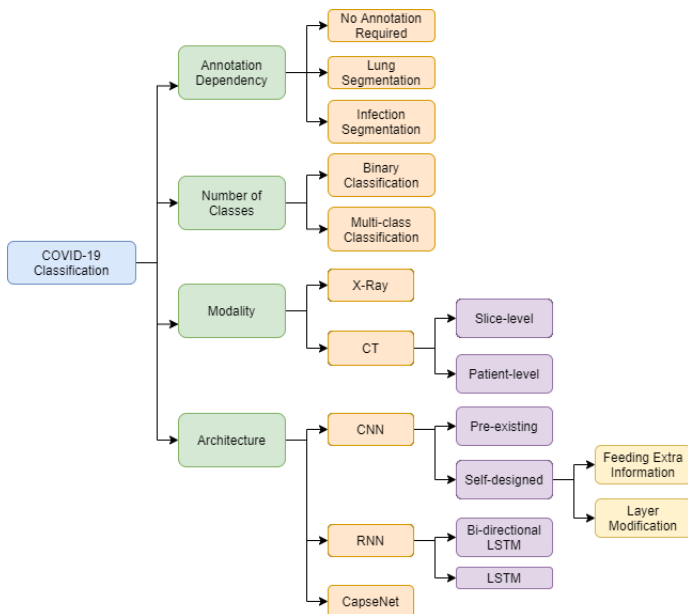 No Annotation
Required
Annotation
Dependency
Lung
Segmentation
Infection
Segmentation
Binary
Classification
Number of
Classes
Multi-class
Classification
COVID-19
Classification
X-Ray
Modality
Slice-level
CT
Patient-level
CNN
Pre-existing
Architecture
Feeding Extra
Information
Self-designed
Layer
Modification
RNN
Bi-directional
LSTM
LSTM
CapseNet